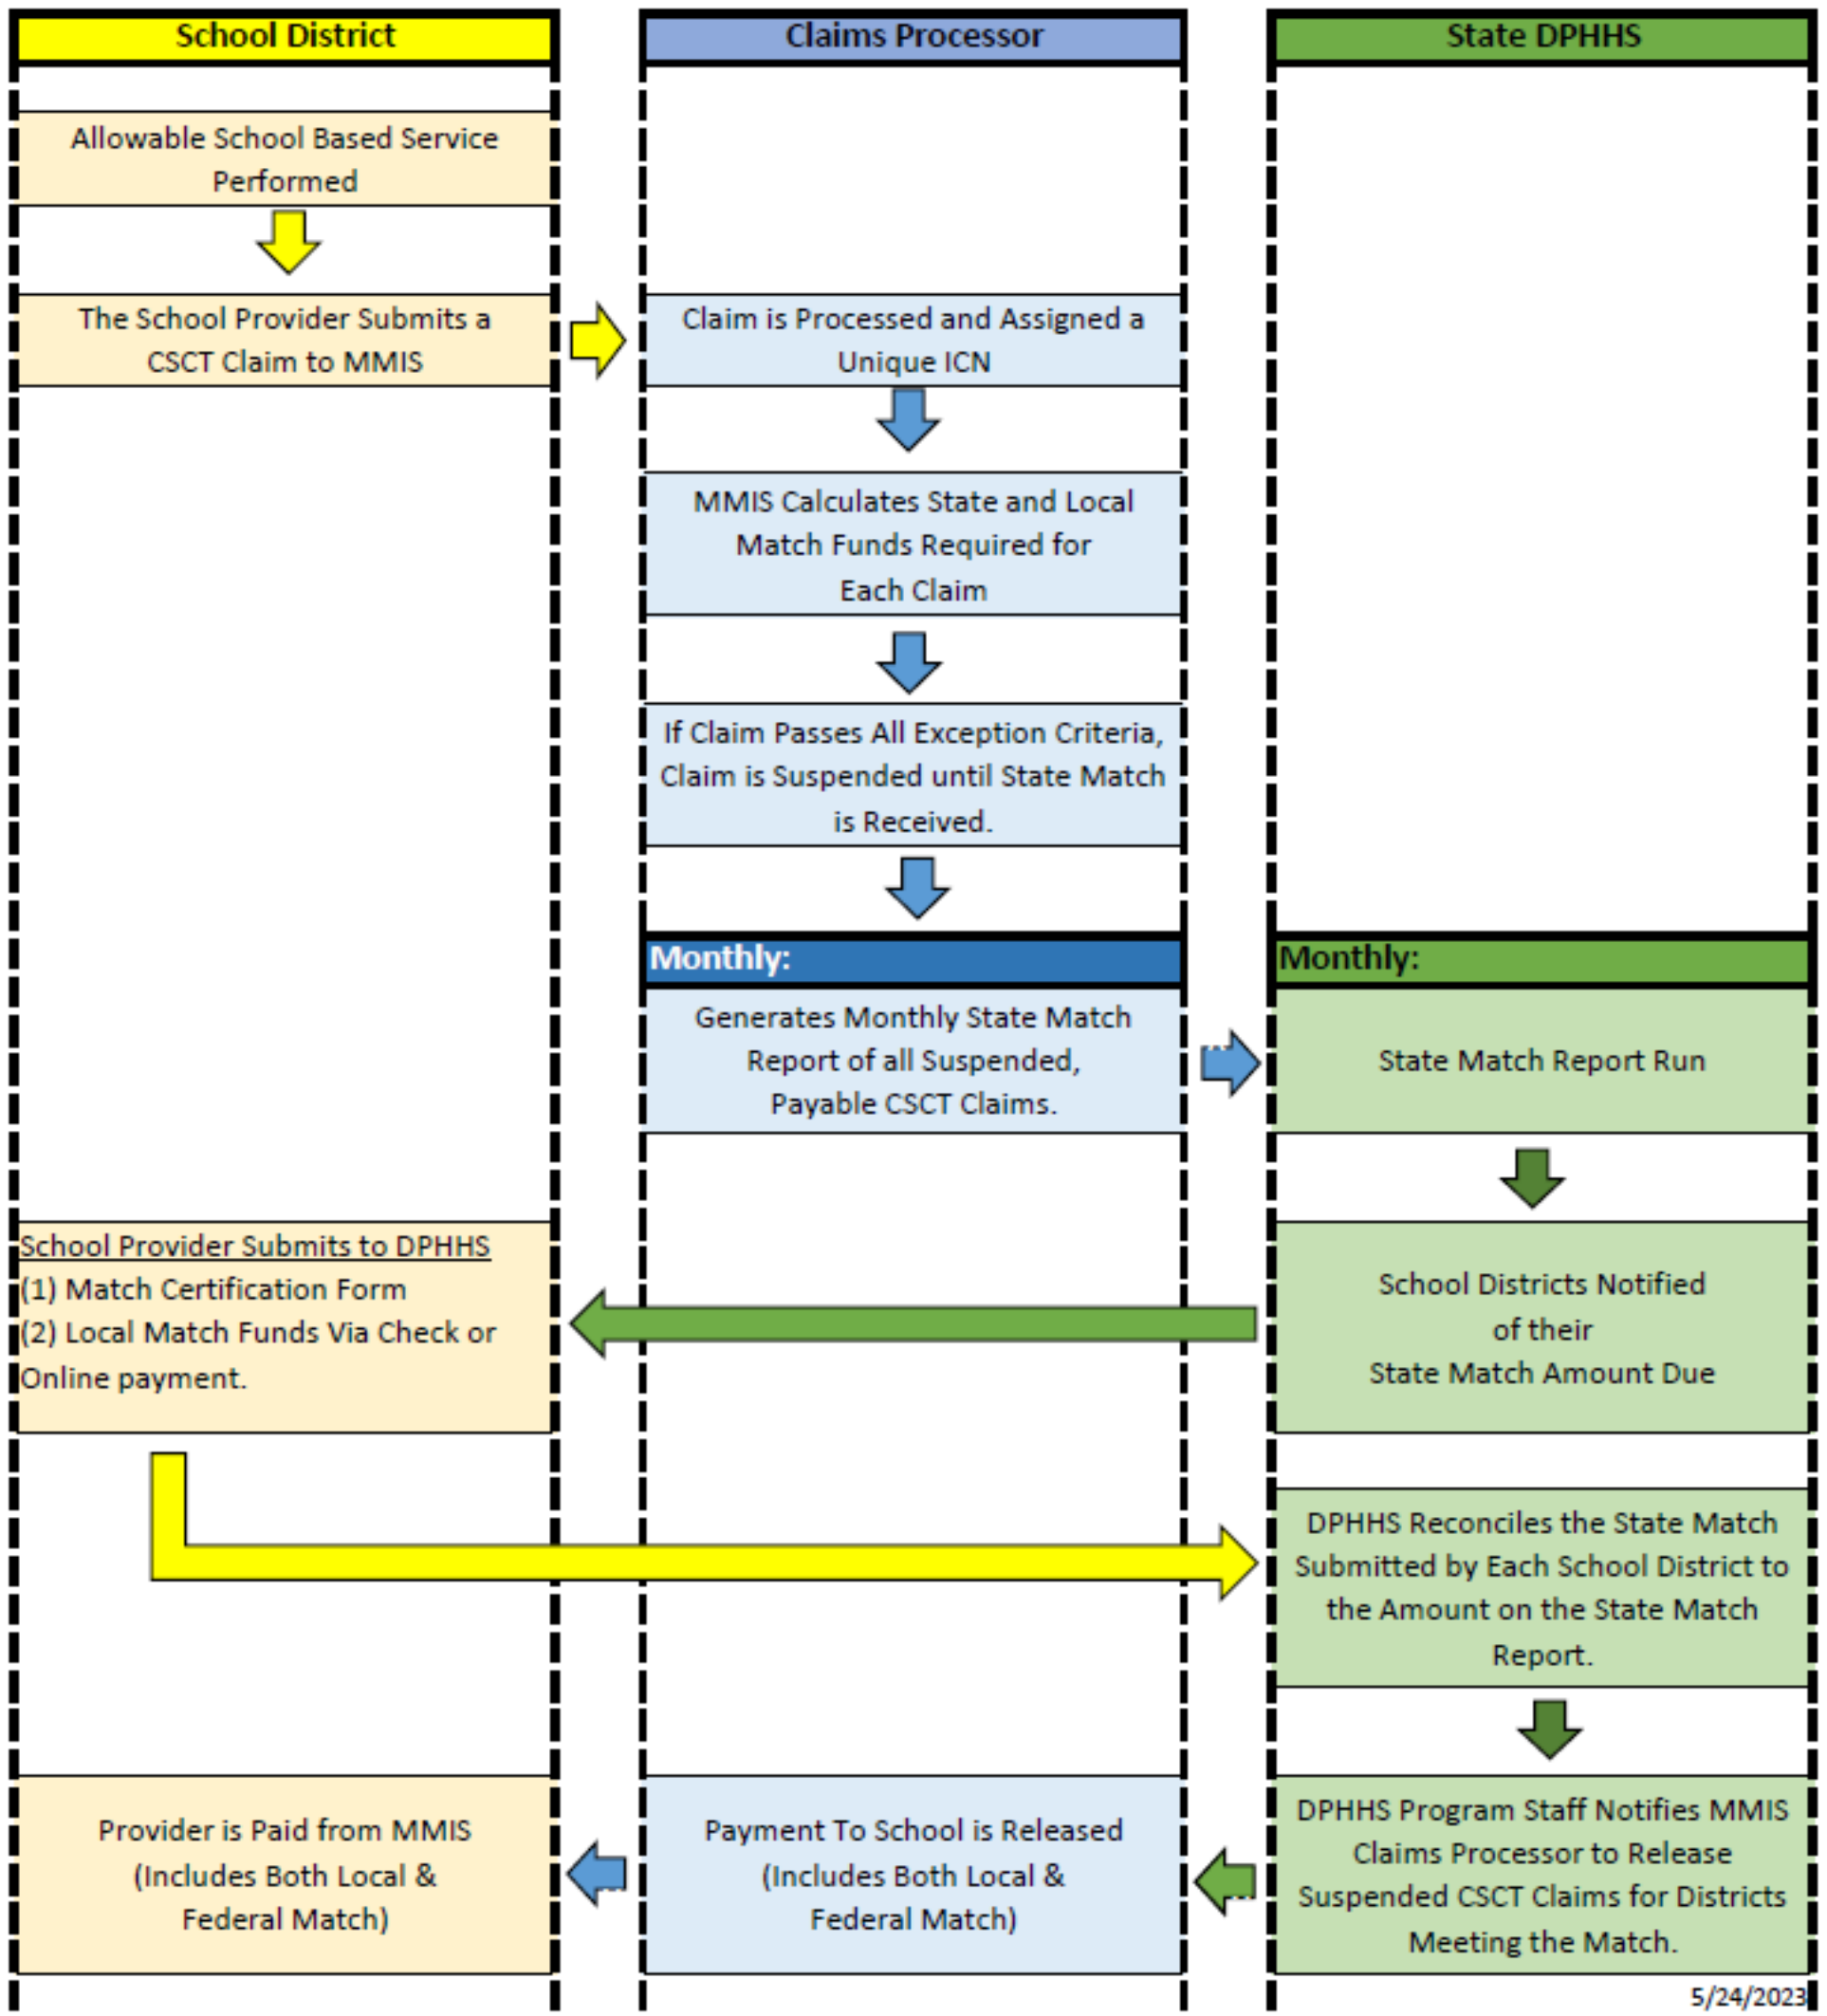 School District
Claims Processor
State DPHHS
Allowable School Based Service
Performed
The School Provider Submits a
CSCT Claim to MMIS
Claim is Processed and Assigned a
Unique ICN
MMIS Calculates State and Local
Match Funds Required for
Each Claim
If Claim Passes All Exception Criteria,
Claim is Suspended until State Match
is Received.
Monthly:
Generates Monthly State Match
Report of all Suspended,
Payable CSCT Claims.
Monthly:
State Match Report Run
School Districts Notified
of their
State Match Amount Due
School Provider Submits to DPHHS
(1) Match Certification Form
(2) Local Match Funds Via Check or
Online payment.
DPHHS Reconciles the State Match
Submitted by Each School District to
the Amount on the State Match
Report.
DPHHS Program Staff Notifies MMIS
Claims Processor to Release
Suspended CSCT Claims for Districts
Meeting the Match.
Payment To School is Released
(Includes Both Local &
Federal Match)
Provider is Paid from MMIS
(Includes Both Local &
Federal Match)
5/24/2023